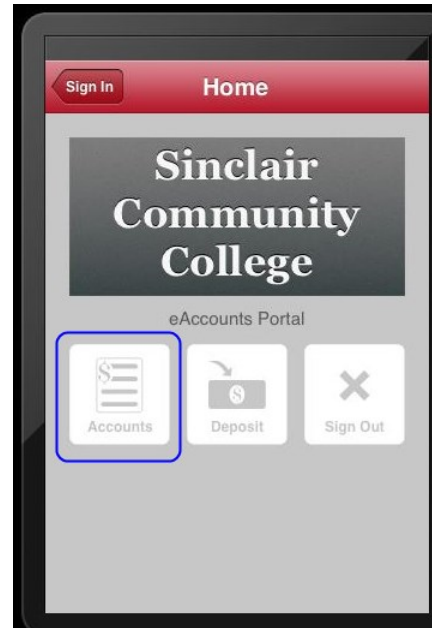 Sign In Home
Sinclair
Community
College
eAccounts Portal
$
$
Accounts Deposit Sign Out